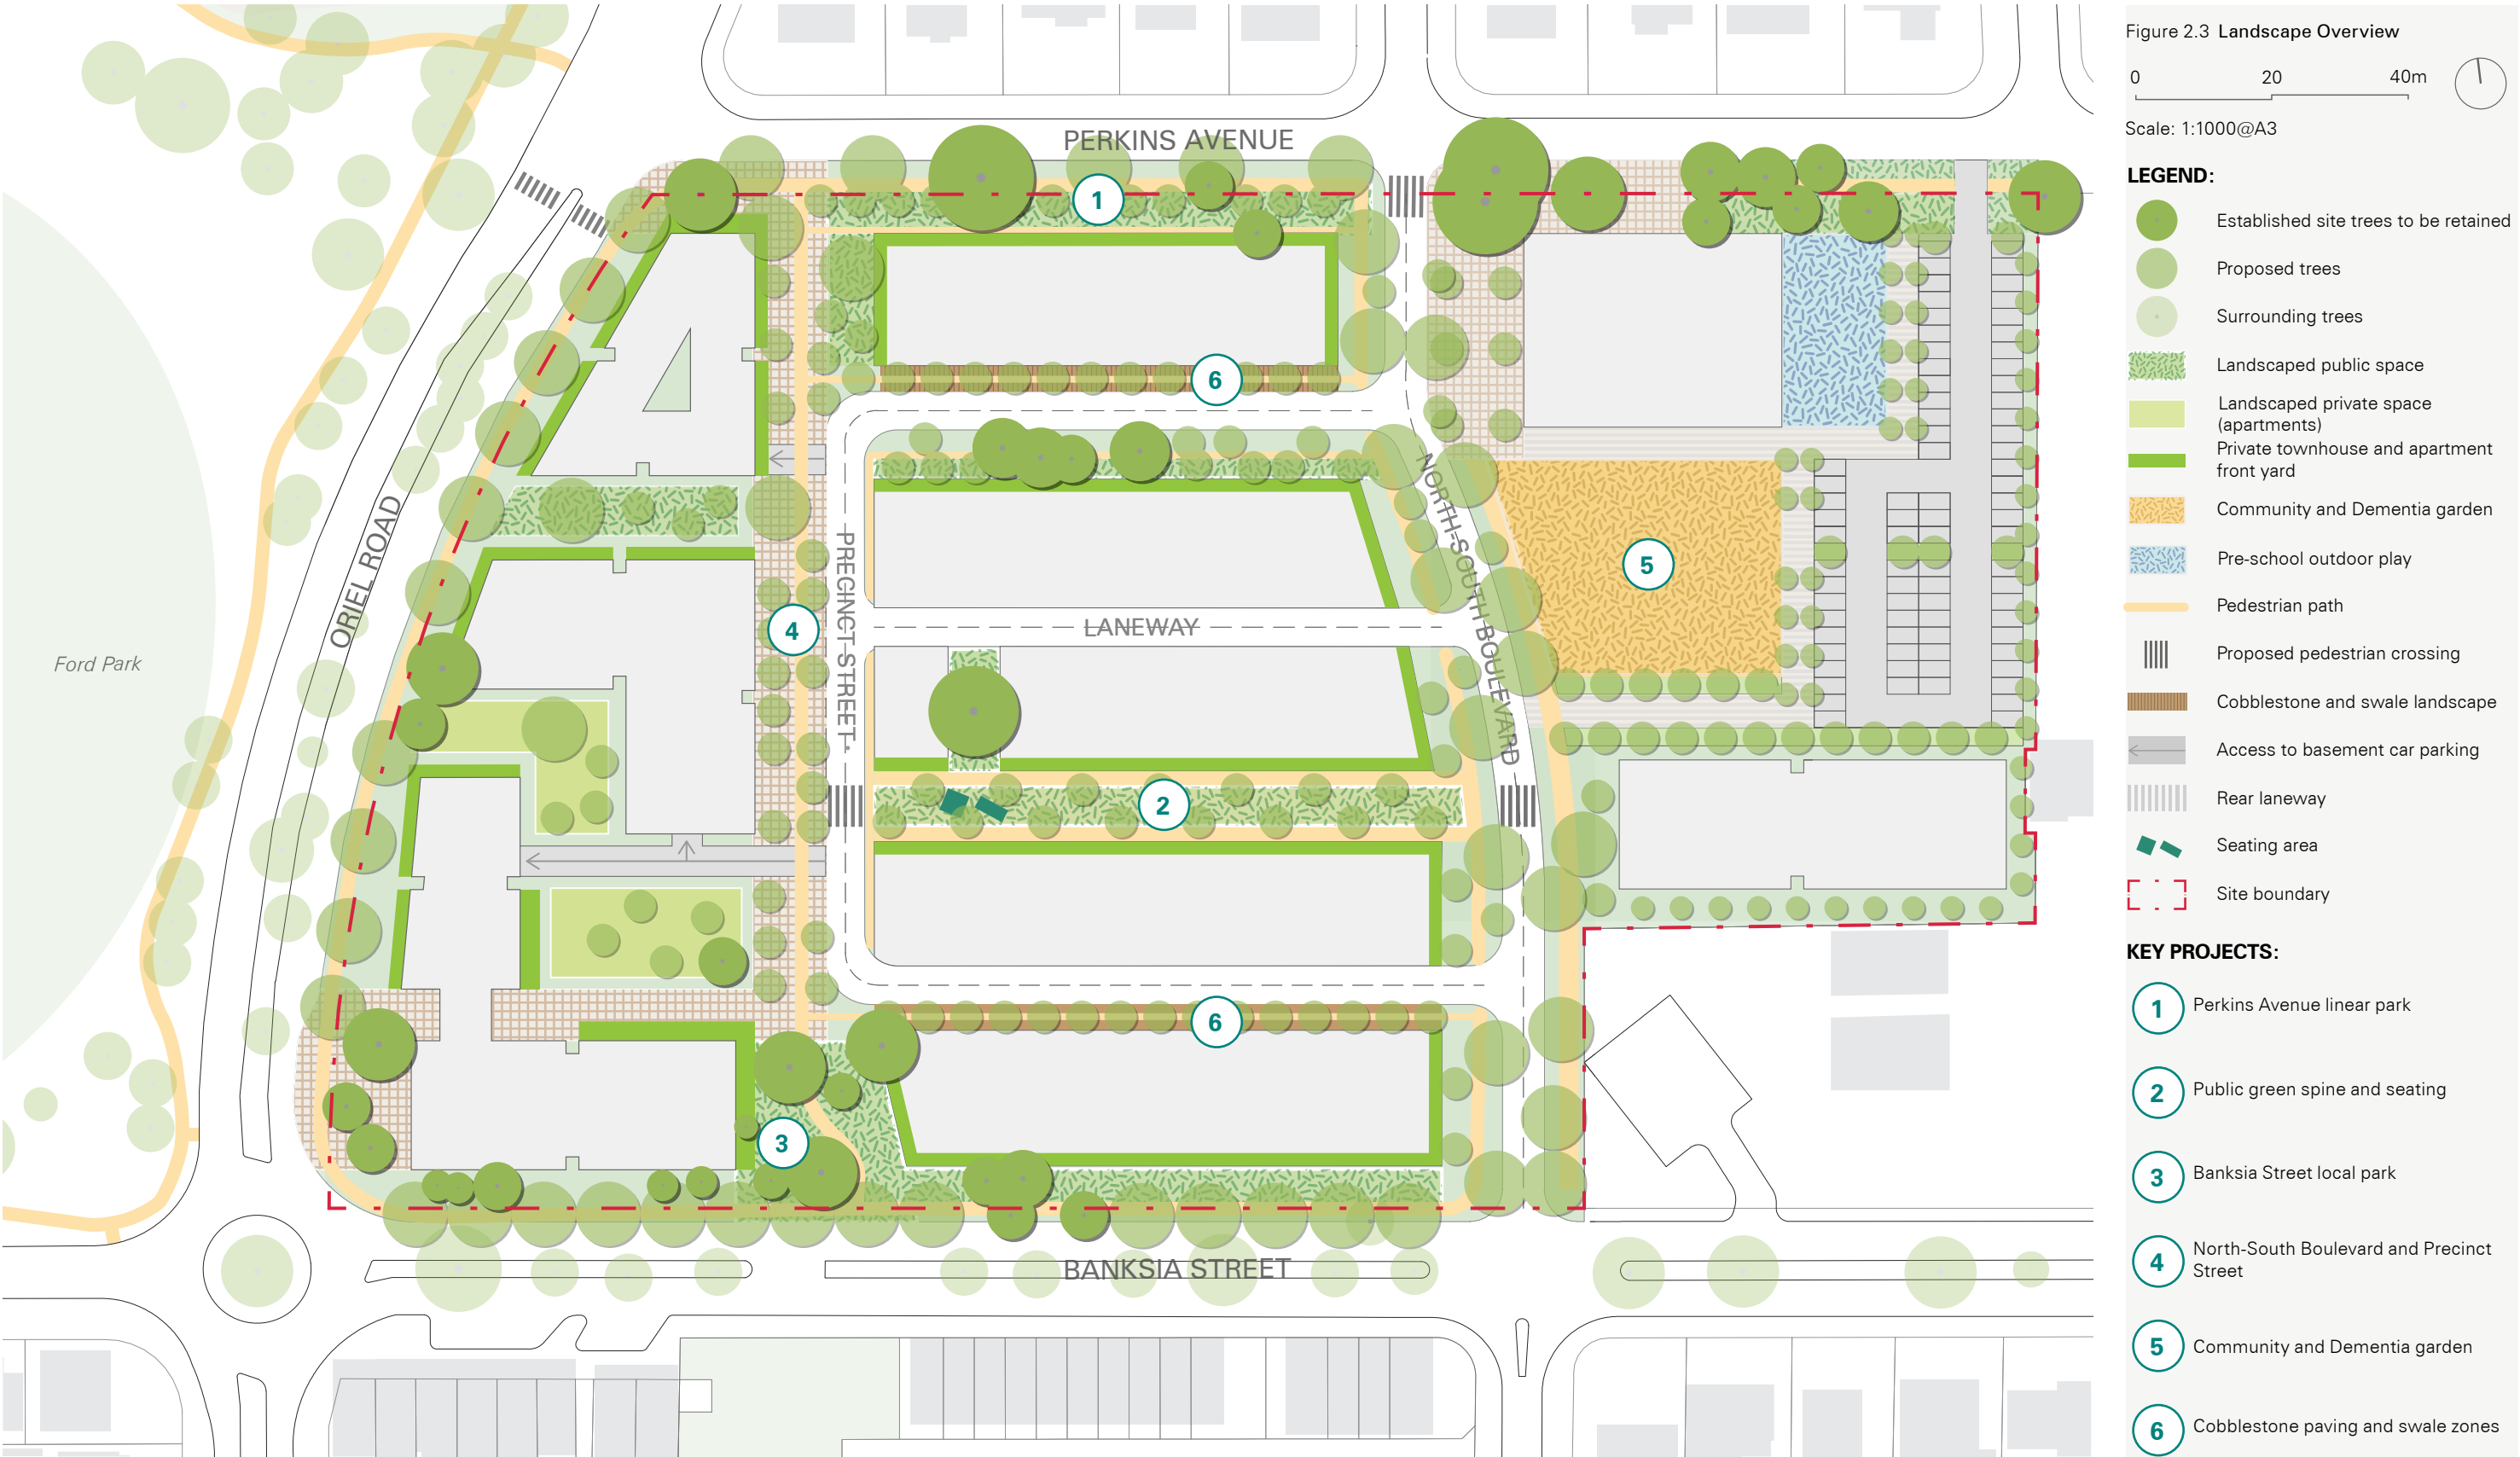 PERKINS AVENUE
1
6
ORIEL ROAD
PRECINCT STREET
NORTH-SOUTH BOULEVARD
Ford Park
4
LANEWAY
5
2
6
3
BANKSIA STREET
Figure 2.3 Landscape Overview
0 20 40m
Scale: 1:1000@A3
LEGEND:
Established site trees to be retained
Proposed trees
Surrounding trees
Landscaped public space
Landscaped private space
(apartments)
Private townhouse and apartment
front yard
Community and Dementia garden
Pre-school outdoor play
Pedestrian path
Proposed pedestrian crossing
Cobblestone and swale landscape
Access to basement car parking
Rear laneway
Seating area
Site boundary
KEY PROJECTS:
1 Perkins Avenue linear park
2 Public green spine and seating
3 Banksia Street local park
4 North-South Boulevard and Precinct
Street
5 Community and Dementia garden
6 Cobblestone paving and swale zones